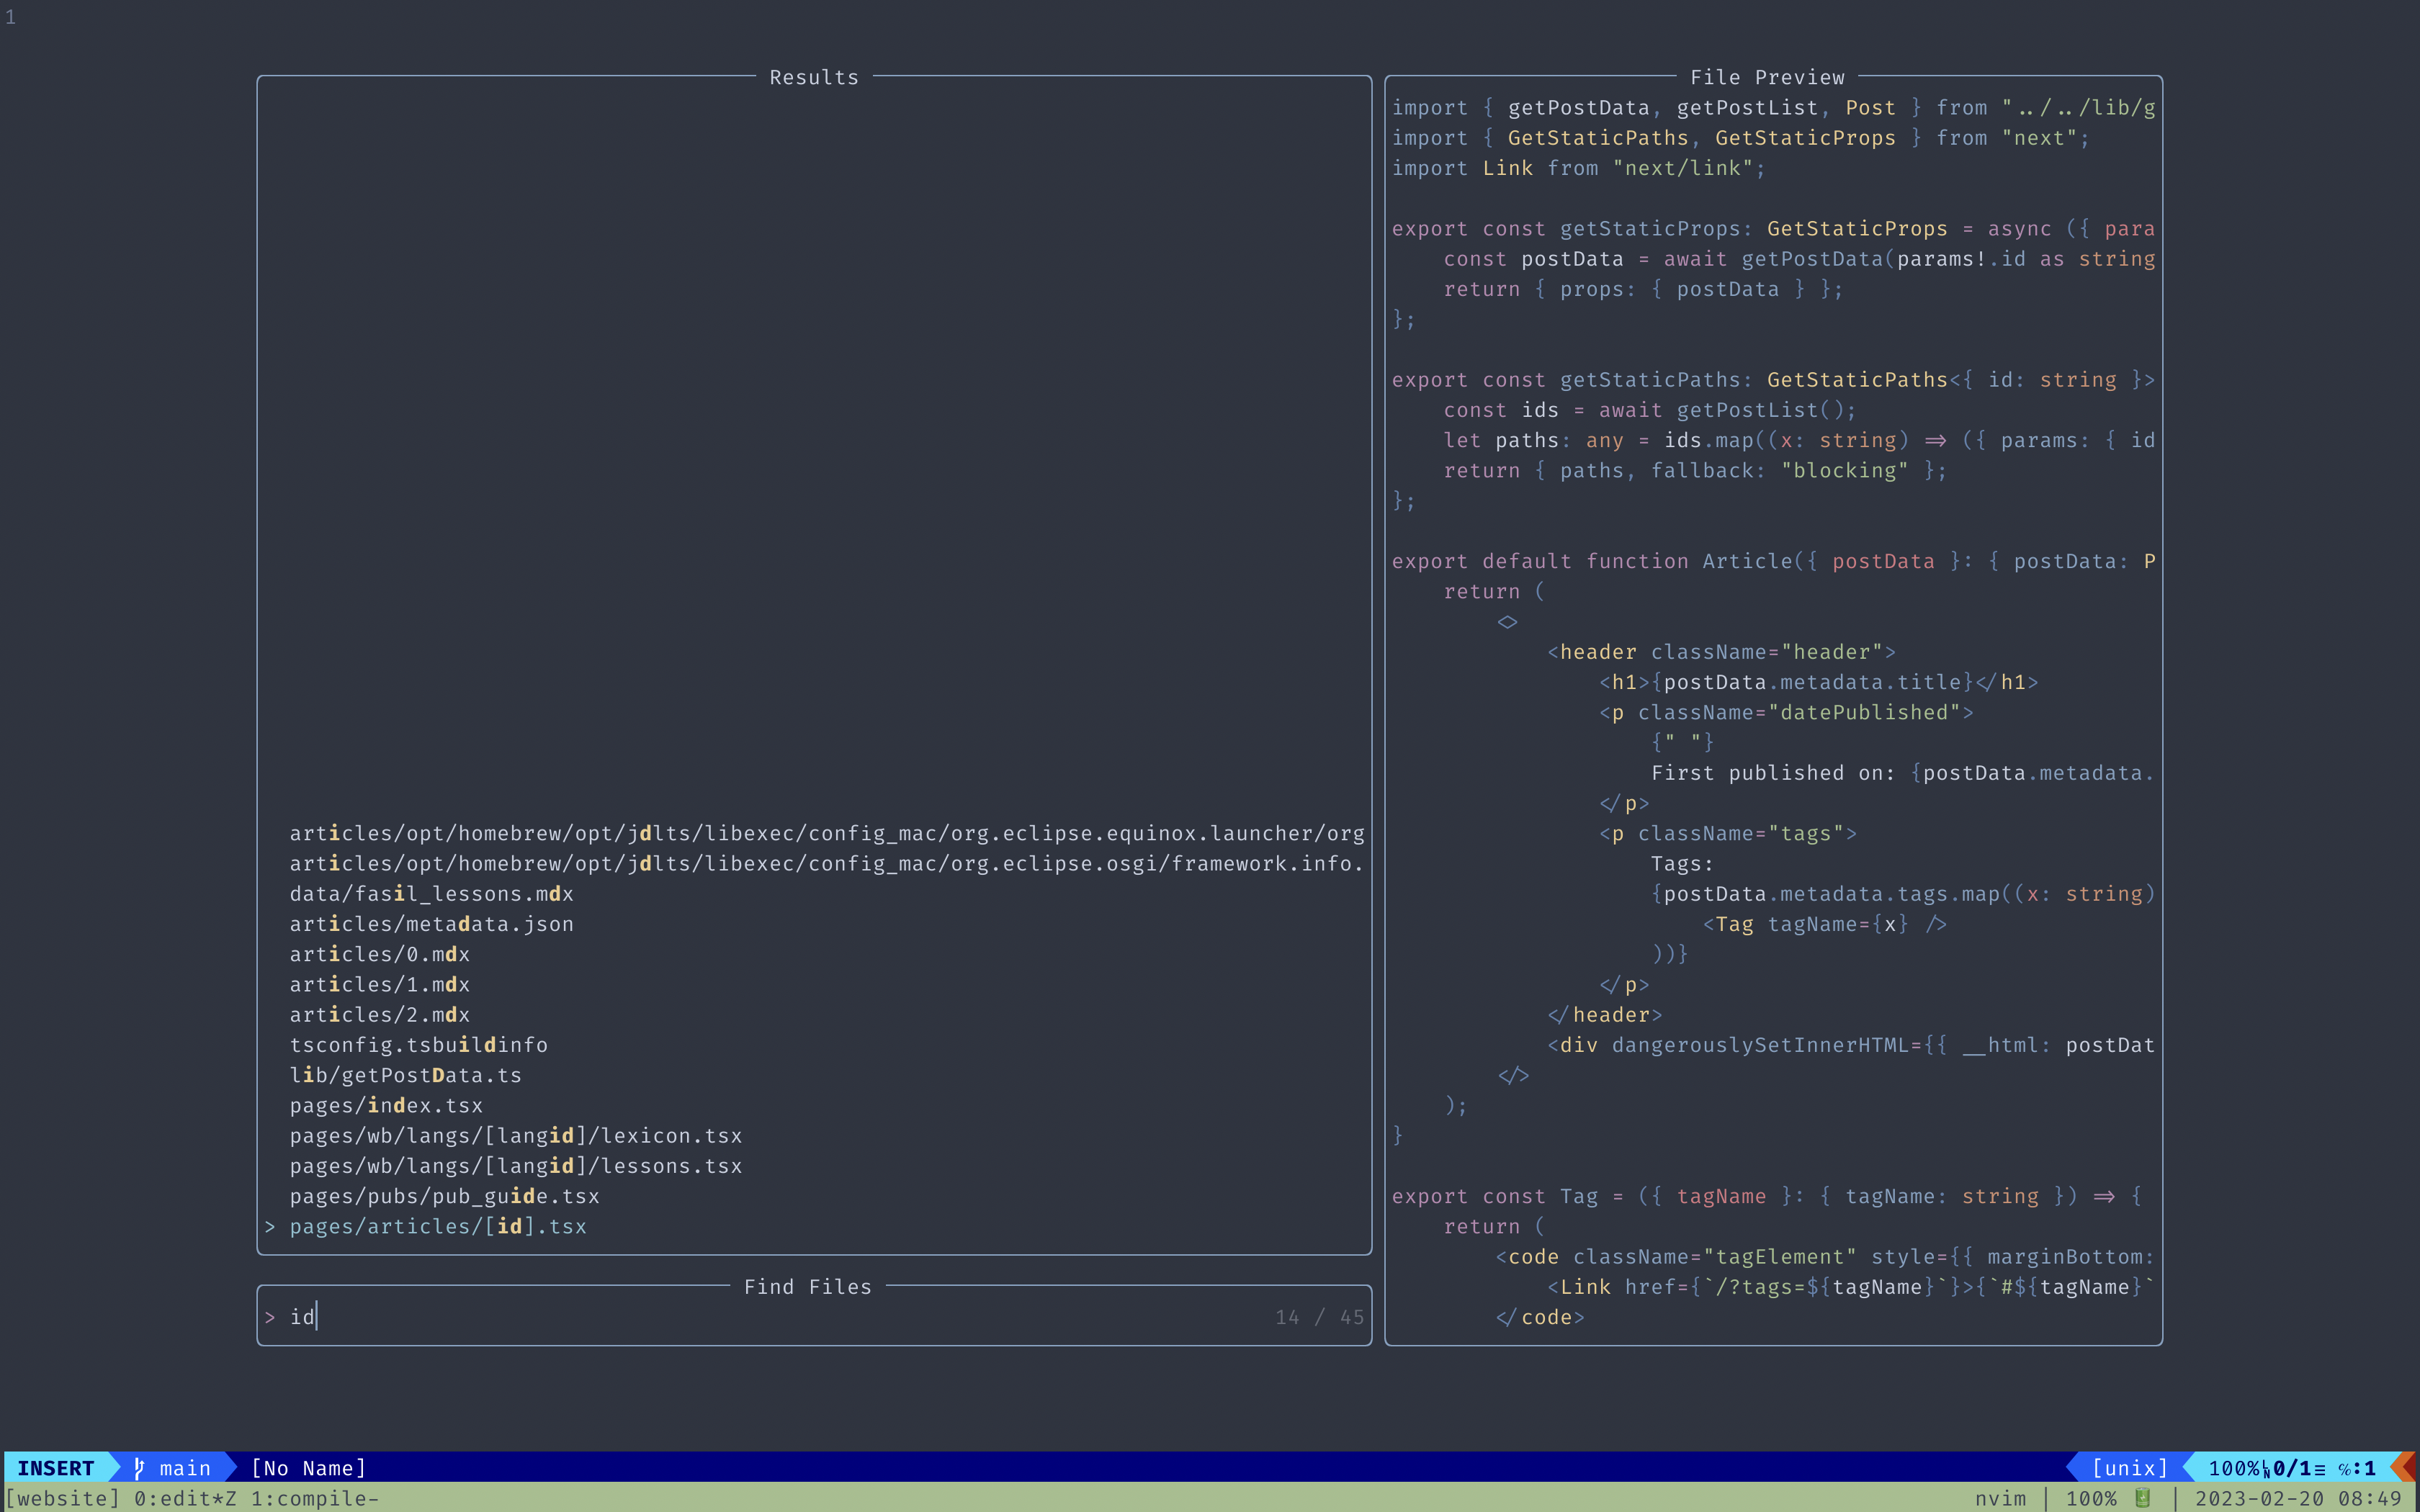 1
Results
articles/opt/homebrew/opt/jdlts/libexec/config_mac/org.eclipse.equinox.launcher/org
articles/opt/homebrew/opt/jdlts/libexec/config_mac/org.eclipse.osgi/framework.info.
data/fasil_lessons.mdx
articles/metadata.json
articles/0.mdx
articles/1.mdx
articles/2.mdx
tsconfig.tsbuildinfo
lib/getPostData.ts
pages/index.tsx
pages/wb/langs/[langid]/lexicon.tsx
pages/wb/langs/[langid]/lessons.tsx
pages/pubs/pub_guide.tsx
> pages/articles/[id].tsx
Find Files
> id
14 / 45
File Preview
import { getPostData, getPostList, Post } from "../../lib/g
import { GetStaticPaths, GetStaticProps } from "next";
import Link from "next/link";
export const getStaticProps: GetStaticProps = async ({ para
const postData = await getPostData(params!.id as string
return { props: { postData } };
};
export const getStaticPaths: GetStaticPaths<{ id: string }>
const ids = await getPostList();
let paths: any = ids.map((x: string) => ({ params: { id
return { paths, fallback: "blocking" };
};
export default function Article({ postData }: { postData: P
return (
<>
<header className="header">
<h1>{postData.metadata.title}</h1>
<p className="datePublished">
{" "}
First published on: {postData.metadata.
</p>
<p className="tags">
Tags:
{postData.metadata.tags.map((x: string)
<Tag tagName={x} />
))}
</p>
</header>
<div dangerouslySetInnerHTML={{ __html: postDat
</>
);
}
export const Tag = ({ tagName }: { tagName: string }) => {
return (
<code className="tagElement" style={{ marginBottom:
<Link href={`/?tags=${tagName}`}>{`#${tagName}`
</code>
INSERT main [No Name] [unix] 100% 0/1≡ ℅:1
[website] 0:edit*Z 1:compile- nvim | 100% | 2023-02-20 08:49